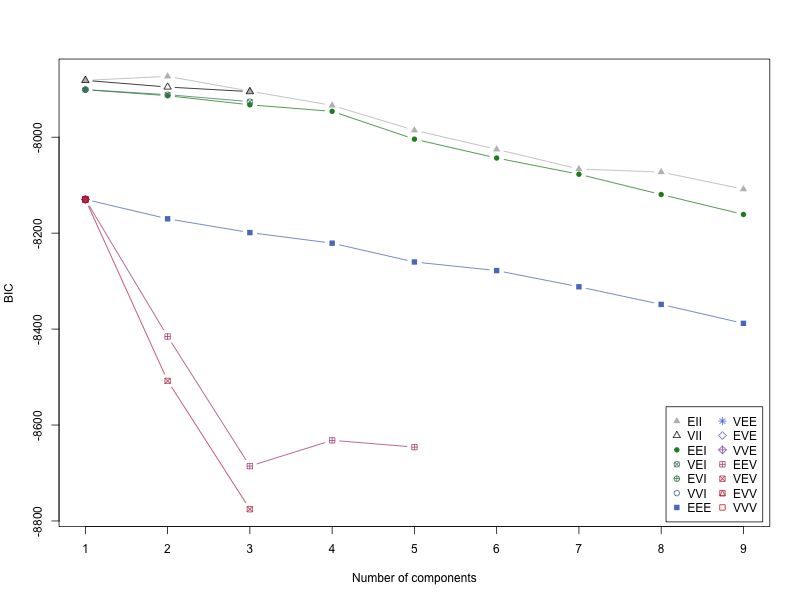 -8000
-8200
-8400
-8600
-8800
BIC
1 2 3 4 5 6 7 8 9
Number of components
EII VEE
VII EVE
EEI VVE
VEI EEV
EVI VEV
VVI EVV
EEE VVV